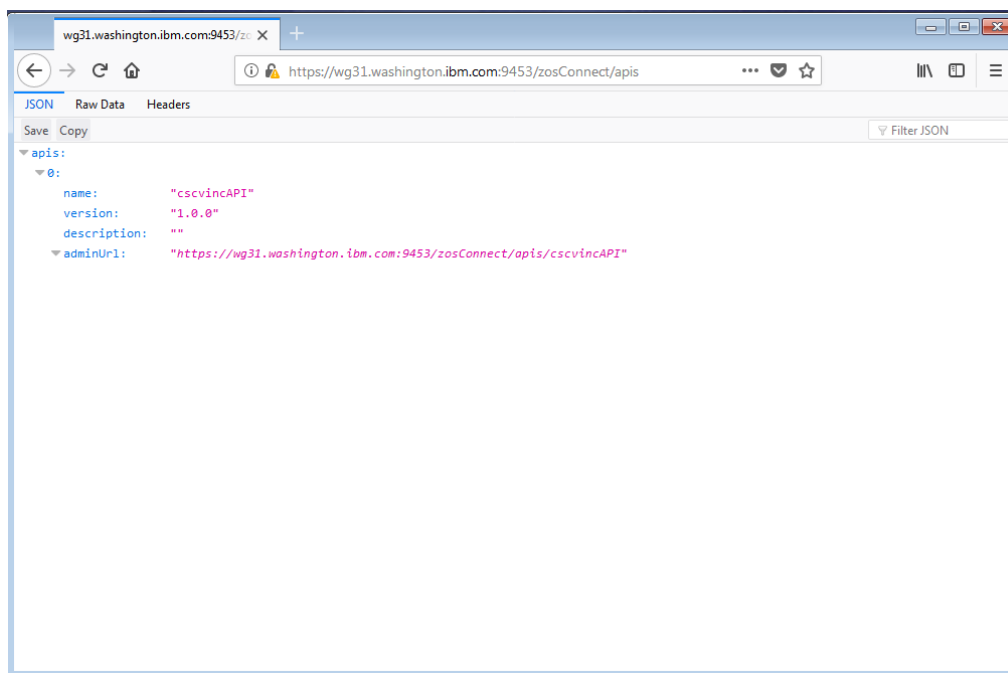 wg31.washington.ibm.com:9453/zo
https://wg31.washington.ibm.com:9453/zosConnect/apis
JSON Raw Data Headers
Save Copy Filter JSON
apis:
0:
name: "cscvincAPI"
version: "1.0.0"
description: ""
adminUrl: "https://wg31.washington.ibm.com:9453/zosConnect/apis/cscvincAPI"